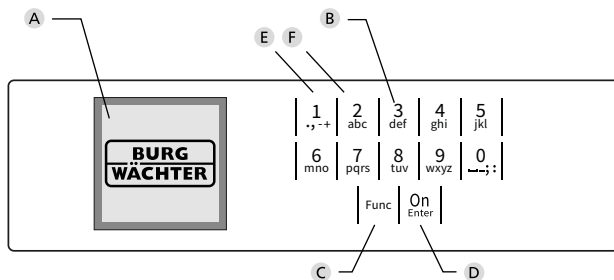 A
E F B
BURG
WÄCHTER
1 2 3 4 5
.,-+ abc def ghi jkl
6 7 8 9 0
mno pqrs tuv wxyz ⎵-;:
Func On
Enter
C D